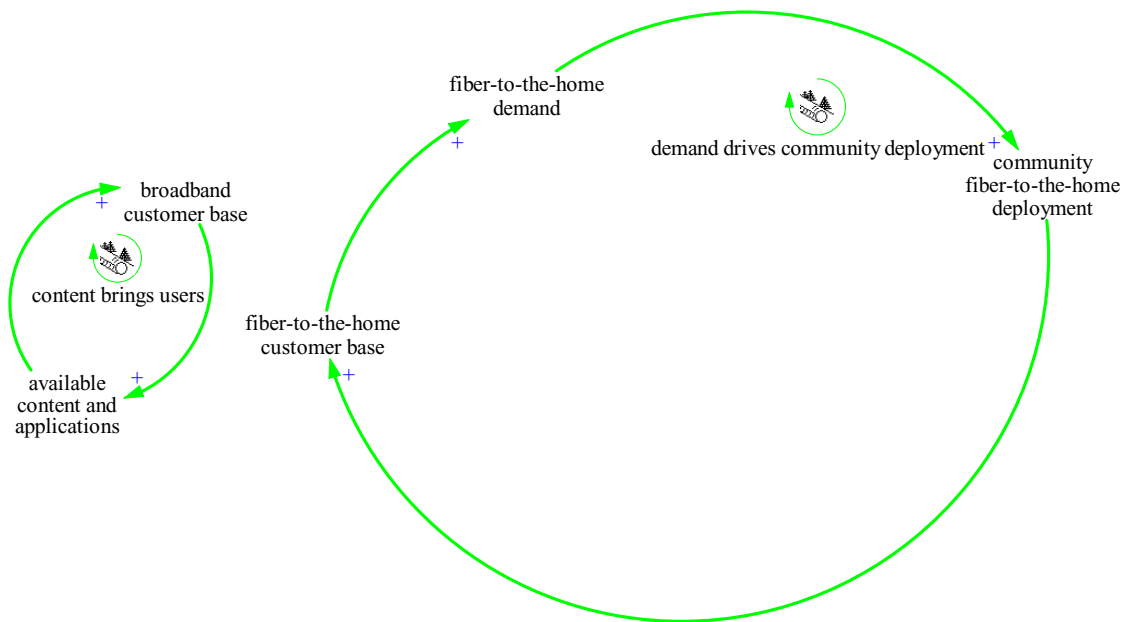 fiber-to-the-home
demand
+
demand drives community deployment
+
community
fiber-to-the-home
deployment
broadband
customer base
+
content brings users
fiber-to-the-home
customer base
+
+
available
content and
applications